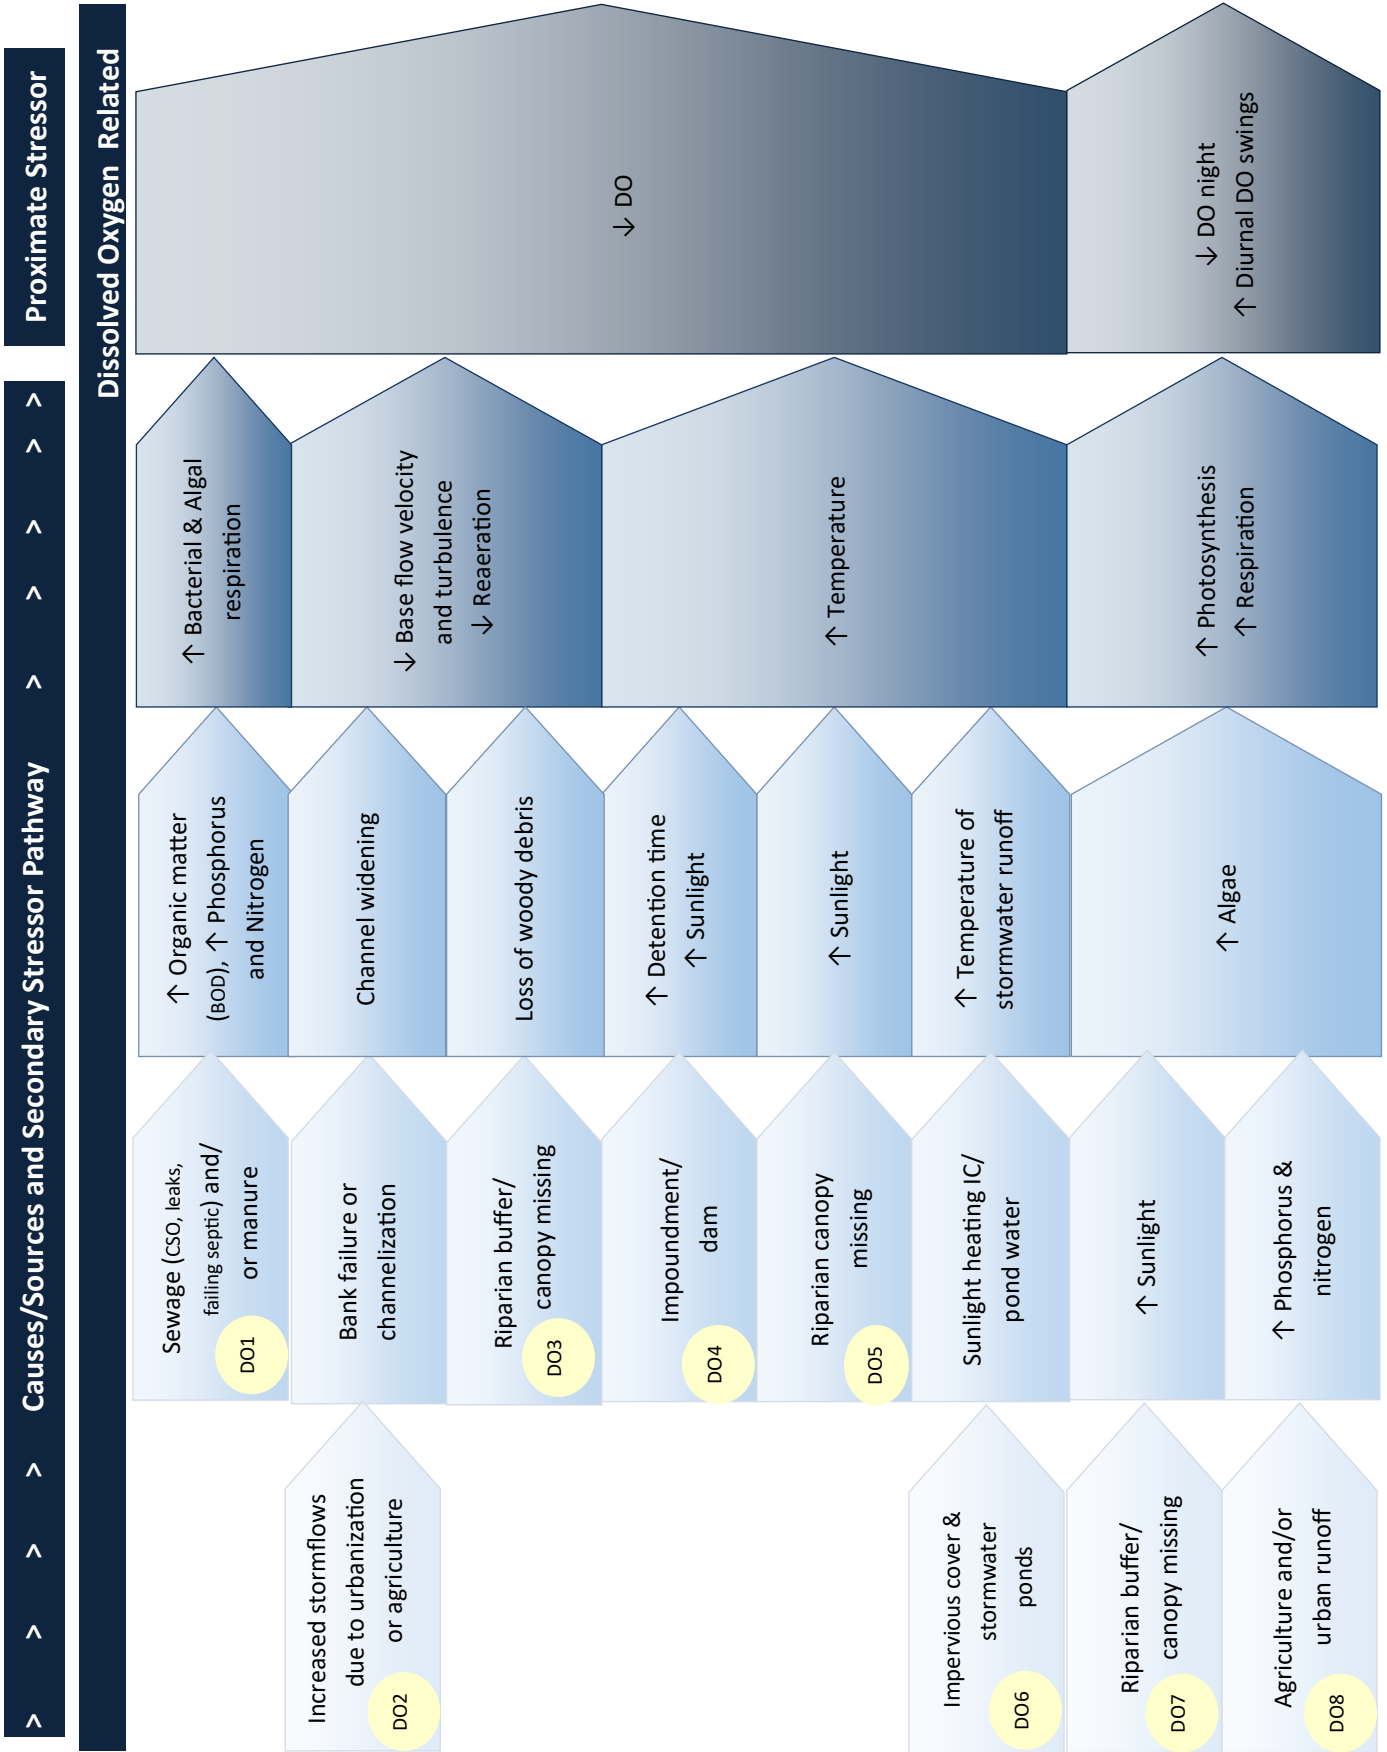 Causes/Sources and Secondary Stressor Pathway
> > > > > > > > >
Proximate Stressor
Dissolved Oxygen Related
DO1
Sewage (CSO, leaks,
failing septic) and/
or manure
↑ Organic matter
(BOD), ↑ Phosphorus
and Nitrogen
↑ Bacterial & Algal
respiration
DO2
Increased stormflows
due to urbanization
or agriculture
Bank failure or
channelization
Channel widening
↓ Base flow velocity
and turbulence
↓ Reaeration
DO3
Riparian buffer/
canopy missing
Loss of woody debris
DO4
Impoundment/
dam
↑ Detention time
↑ Sunlight
↑ Temperature
↓ DO
DO5
Riparian canopy
missing
↑ Sunlight
DO6
Impervious cover &
stormwater
ponds
Sunlight heating IC/
pond water
↑ Temperature of
stormwater runoff
DO7
Riparian buffer/
canopy missing
↑ Sunlight
↑ Algae
↑ Photosynthesis
↑ Respiration
↓ DO night
↑ Diurnal DO swings
DO8
Agriculture and/or
urban runoff
↑ Phosphorus &
nitrogen